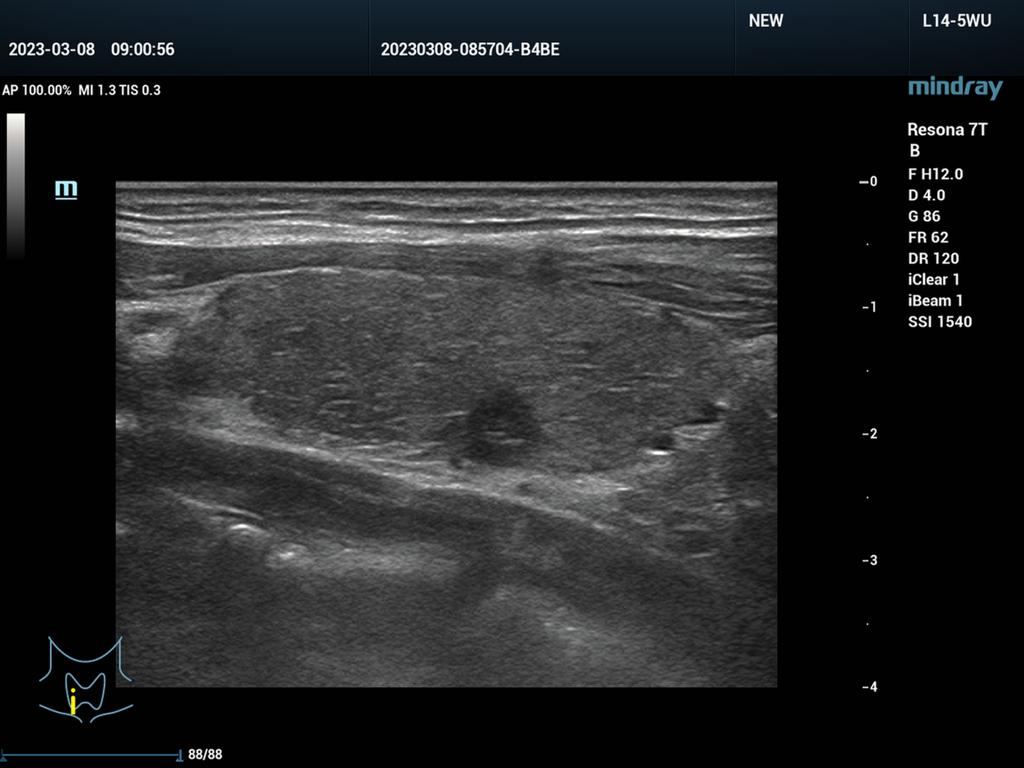 NEW
L14-5WU
2023-03-08 09:00:56
20230308-085704-B4BE
AP 100.00% MI 1.3 TIS 0.3
mindray
Resona 7T
B
F H12.0
D 4.0
G 86
FR 62
DR 120
iClear 1
iBeam 1
SSI 1540
m
0
-1
-2
-3
-4
88/88